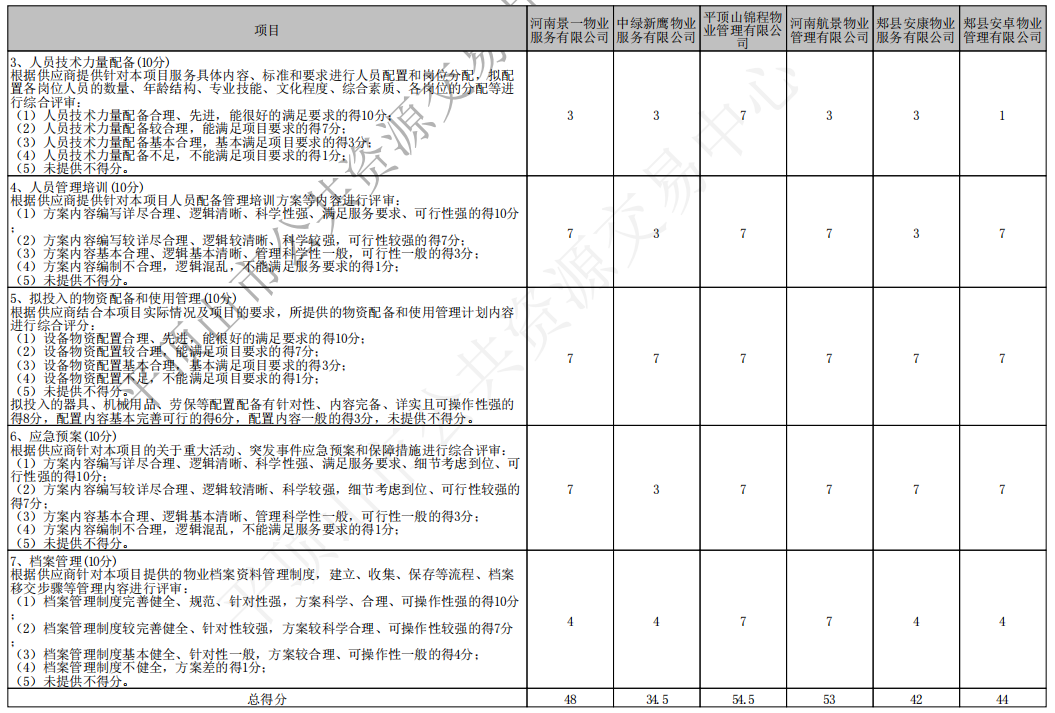 项目
河南景一物业服务有限公司
中绿新鹰物业服务有限公司
平顶山锦程物业管理有限公司
河南航景物业管理有限公司
郏县安康物业服务有限公司
郏县安卓物业管理有限公司
3、人员技术力量配备(10分)
根据供应商提供针对本项目服务具体内容、标准和要求进行人员配置和岗位分配，拟配
置各岗位人员的数量、年龄结构、专业技能、文化程度、综合素质、各岗位的分配等进
行综合评审：
（1）人员技术力量配备合理、先进，能很好的满足要求的得10分；
（2）人员技术力量配备较合理，能满足项目要求的得7分；
（3）人员技术力量配备基本合理，基本满足项目要求的得3分；
（4）人员技术力量配备不足，不能满足项目要求的得1分；
（5）未提供不得分。
3 3 7 3 3 1
4、人员管理培训(10分)
根据供应商提供针对本项目人员配备管理培训方案等内容进行评审：
（1）方案内容编写详尽合理、逻辑清晰、科学性强、满足服务要求、可行性强的得10分
；
（2）方案内容编写较详尽合理、逻辑较清晰、科学较强，可行性较强的得7分；
（3）方案内容基本合理、逻辑基本清晰、管理科学性一般，可行性一般的得3分；
（4）方案内容编制不合理，逻辑混乱，不能满足服务要求的得1分；
（5）未提供不得分。
7 3 7 7 3 7
5、拟投入的物资配备和使用管理(10分)
根据供应商结合本项目实际情况及项目的要求，所提供的物资配备和使用管理计划内容
进行综合评分：
（1）设备物资配置合理、先进，能很好的满足要求的得10分；
（2）设备物资配置较合理，能满足项目要求的得7分；
（3）设备物资配置基本合理，基本满足项目要求的得3分；
（4）设备物资配置不足，不能满足项目要求的得1分；
（5）未提供不得分。
拟投入的器具、机械用品、劳保等配置配备有针对性、内容完备、详实且可操作性强的
得8分，配置内容基本完善可行的得6分，配置内容一般的得3分，未提供不得分。
7 7 7 7 7 7
6、应急预案(10分)
根据供应商针对本项目的关于重大活动、突发事件应急预案和保障措施进行综合评审：
（1）方案内容编写详尽合理、逻辑清晰、科学性强、满足服务要求、细节考虑到位、可
行性强的得10分；
（2）方案内容编写较详尽合理、逻辑较清晰、科学较强，细节考虑到位、可行性较强的
得7分；
（3）方案内容基本合理、逻辑基本清晰、管理科学性一般，可行性一般的得3分；
（4）方案内容编制不合理，逻辑混乱，不能满足服务要求的得1分；
（5）未提供不得分。
7 3 7 7 7 7
7、档案管理(10分)
根据供应商针对本项目提供的物业档案资料管理制度，建立、收集、保存等流程、档案
移交步骤等管理内容进行评审：
（1）档案管理制度完善健全、规范、针对性强，方案科学、合理、可操作性强的得10分
；
（2）档案管理制度较完善健全、针对性较强，方案较科学合理、可操作性较强的得7分
；
（3）档案管理制度基本健全、针对性一般，方案较合理、可操作性一般的得4分；
（4）档案管理制度不健全，方案差的得1分；
（5）未提供不得分。
4 4 7 7 4 4
总得分 48 34.5 54.5 53 42 44
平顶山市公共资源交易中心
平顶山市公共资源交易中心